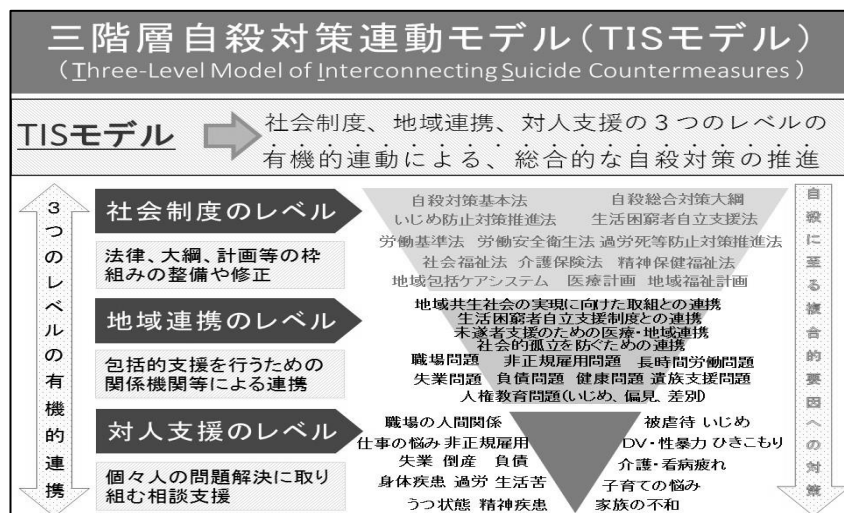 三階層自殺対策連動モデル(TISモデル)
(Three-Level Model of Interconnecting Suicide Countermeasures)
TISモデル
社会制度、地域連携、対人支援の3つのレベルの
有機的連動による、総合的な自殺対策の推進
3つのレベルの有機的連携
社会制度のレベル
法律、大綱、計画等の枠
組みの整備や修正
地域連携のレベル
包括的支援を行うための
関係機関等による連携
対人支援のレベル
個々人の問題解決に取り
組む相談支援
自殺対策基本法 自殺総合対策大綱
いじめ防止対策推進法 生活困窮者自立支援法
労働基準法 労働安全衛生法 過労死等防止対策推進法
社会福祉法 介護保険法 精神保健福祉法
地域包括ケアシステム 医療計画 地域福祉計画
地域共生社会の実現に向けた取組との連携
生活困窮者自立支援制度との連携
未遂者支援のための医療・地域連携
社会的孤立を防ぐための連携
職場問題 非正規雇用問題 長時間労働問題
失業問題 負債問題 健康問題 遺族支援問題
人権教育問題(いじめ、偏見、差別)
職場の人間関係 被虐待 いじめ
仕事の悩み 非正規雇用 DV・性暴力 ひきこもり
失業 倒産 負債 介護・看病疲れ
身体疾患 過労 生活苦 子育ての悩み
うつ状態 精神疾患 家族の不和
自殺に至る複合的要因への対策